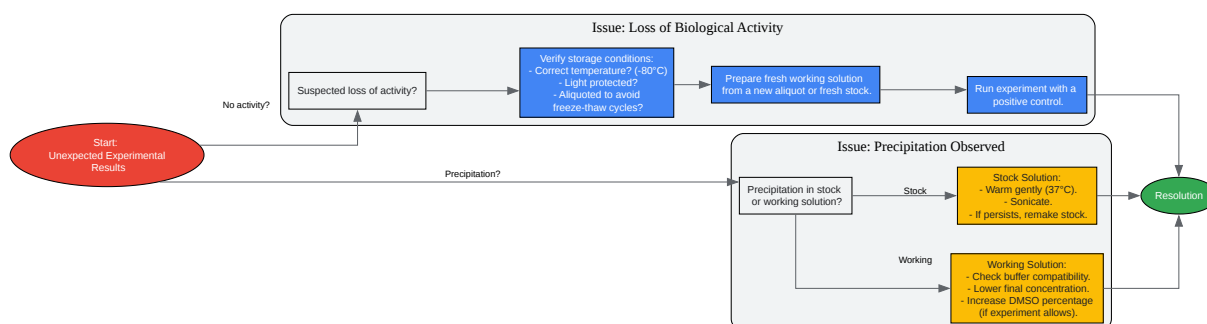 Issue: Loss of Biological Activity
Suspected loss of activity?
Verify storage conditions:
- Correct temperature? (-80°C)
- Light protected?
- Aliquoted to avoid
freeze-thaw cycles?
Prepare fresh working solution
from a new aliquot or fresh stock.
Run experiment with a
positive control.
No activity?
Start:
Unexpected Experimental
Results
Precipitation?
Issue: Precipitation Observed
Precipitation in stock
or working solution?
Stock
Stock Solution:
- Warm gently (37°C).
- Sonicate.
- If persists, remake stock.
Resolution
Working
Working Solution:
- Check buffer compatibility.
- Lower final concentration.
- Increase DMSO percentage
(if experiment allows).